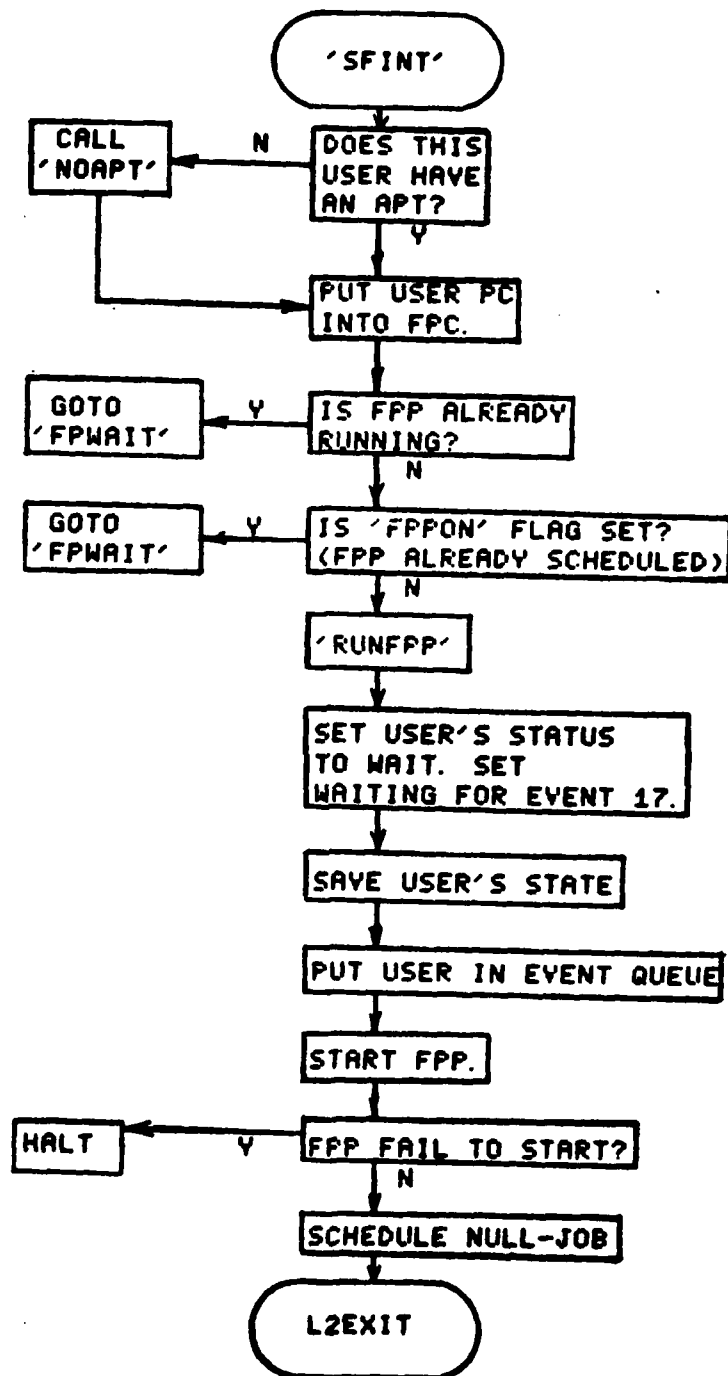 'SFINT'
CALL
'NOAPT'
N
DOES THIS
USER HAVE
AN APT?
Y
PUT USER PC
INTO FPC.
GOTO
'FPWAIT'
Y
IS FPP ALREADY
RUNNING?
N
GOTO
'FPWAIT'
Y
IS 'FPPON' FLAG SET?
(FPP ALREADY SCHEDULED)
N
'RUNFPP'
SET USER'S STATUS
TO WAIT. SET
WAITING FOR EVENT 17.
SAVE USER'S STATE
PUT USER IN EVENT QUEUE
START FPP.
HALT
Y
FPP FAIL TO START?
N
SCHEDULE NULL-JOB
L2EXIT